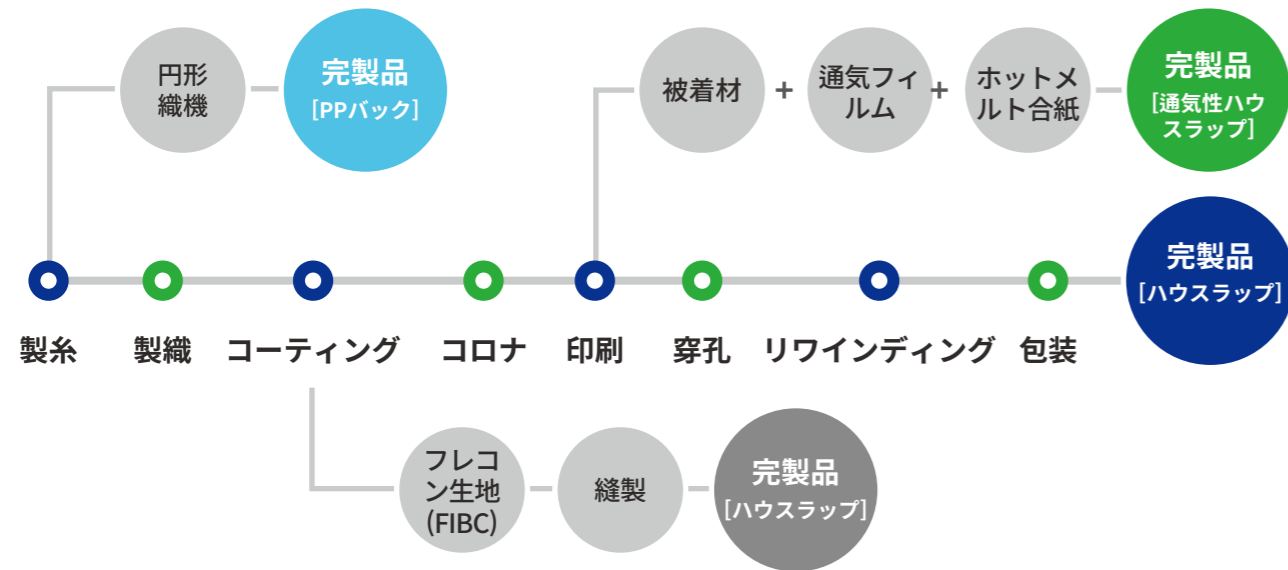 円形
織機
完製品
[PPバック]
被着材
+
通気フィ
ルム
+
ホットメ
ルト合紙
完製品
[通気性ハウ
スラップ]
完製品
[ハウスラップ]
製糸
製織
コーティング
コロナ
印刷
穿孔
リワインディング
包装
フレコ
ン生地
(FIBC)
縫製
完製品
[ハウスラップ]